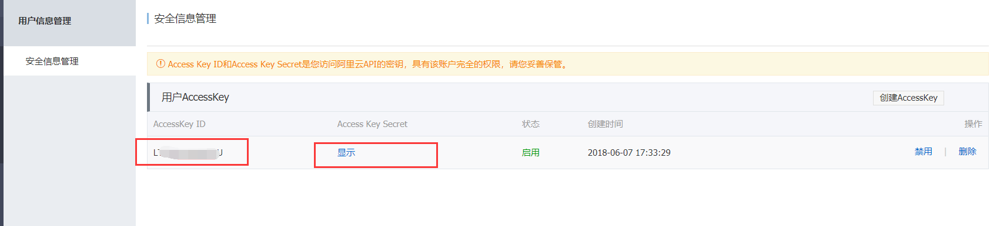 用户信息管理
安全信息管理
安全信息管理
Access Key ID和Access Key Secret是您访问阿里云API的密钥，具有该账户完全的权限，请您妥善保管。
用户AccessKey
创建AccessKey
AccessKey ID Access Key Secret 状态 创建时间 操作
显示 启用 2018-06-07 17:33:29 禁用 | 删除